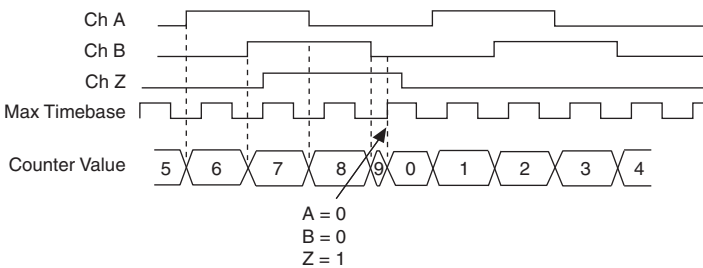 Ch A
Ch B
Ch Z
Max Timebase
Counter Value 5 6 7 8 9 0 1 2 3 4
A = 0
B = 0
Z = 1